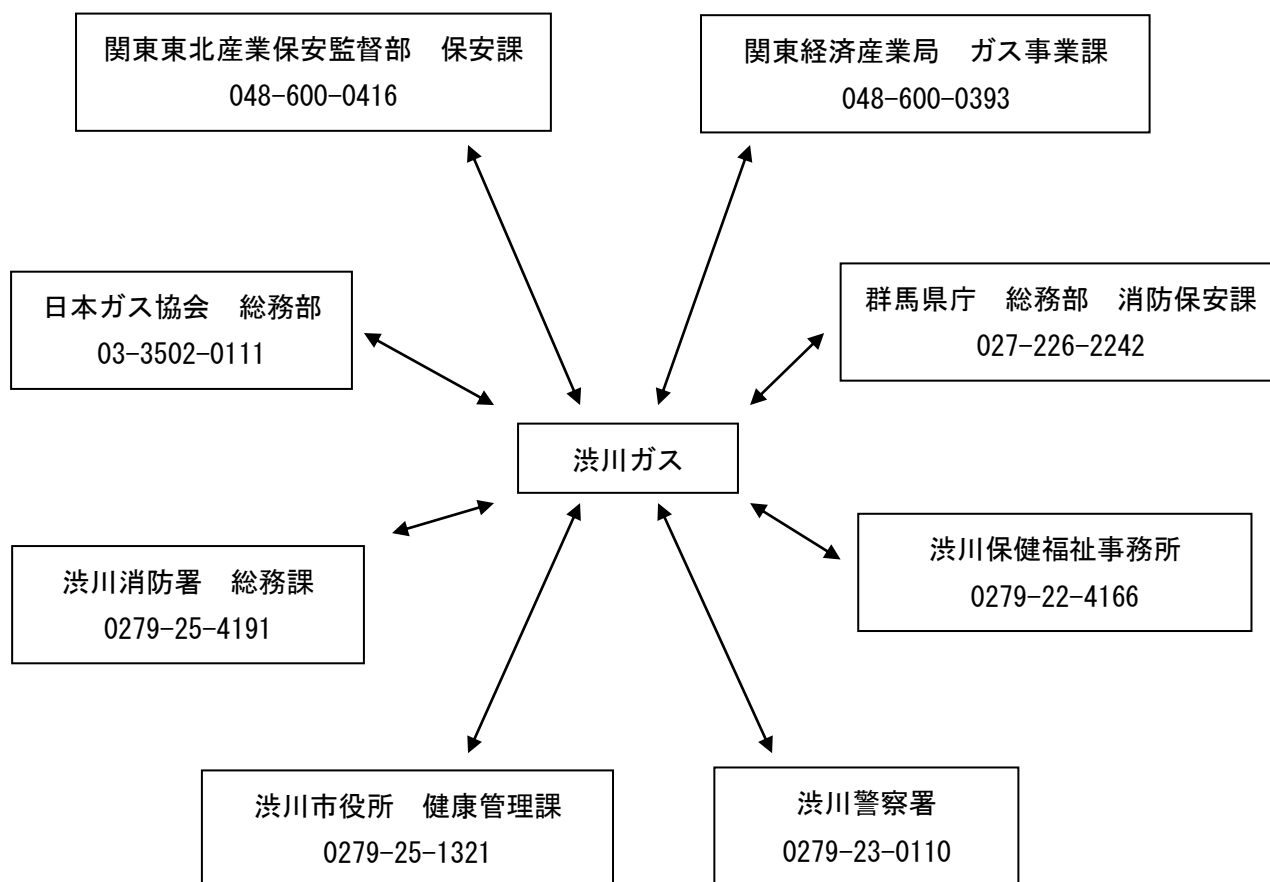 関東東北産業保安監督部　保安課
048-600-0416
関東経済産業局　ガス事業課
048-600-0393
日本ガス協会　総務部
03-3502-0111
群馬県庁　総務部　消防保安課
027-226-2242
渋川ガス
渋川消防署　総務課
0279-25-4191
渋川保健福祉事務所
0279-22-4166
渋川市役所　健康管理課
0279-25-1321
渋川警察署
0279-23-0110